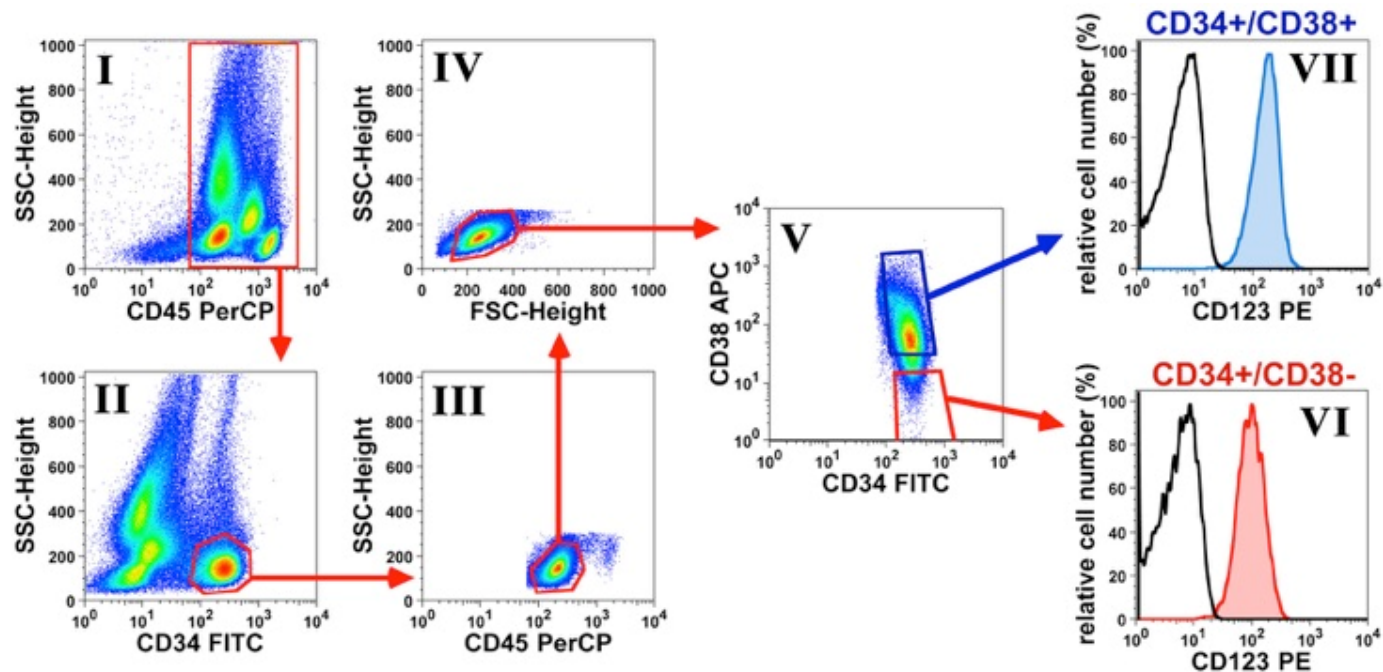 I
SSC-Height
1000
800
600
400
200
0
10^0 10^1 10^2 10^3 10^4
CD45 PerCP
IV
SSC-Height
1000
800
600
400
200
0
0 200 400 600 800 1000
FSC-Height
II
SSC-Height
1000
800
600
400
200
0
10^0 10^1 10^2 10^3 10^4
CD34 FITC
III
SSC-Height
1000
800
600
400
200
0
10^0 10^1 10^2 10^3 10^4
CD45 PerCP
V
CD38 APC
10^4
10^3
10^2
10^1
10^0
10^0 10^1 10^2 10^3 10^4
CD34 FITC
CD34+/CD38+
VII
relative cell number (%)
100
80
60
40
20
0
10^0 10^1 10^2 10^3 10^4
CD123 PE
CD34+/CD38-
VI
relative cell number (%)
100
80
60
40
20
0
10^0 10^1 10^2 10^3 10^4
CD123 PE